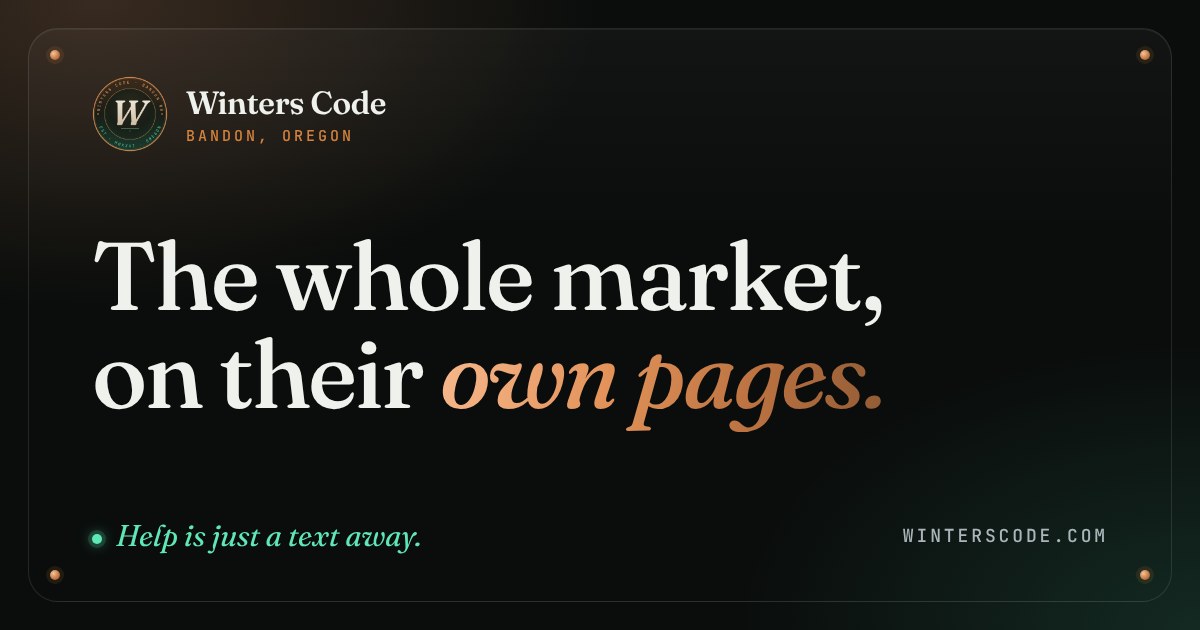 W
Winters Code
BANDON, OREGON
The whole market,
on their own pages.
Help is just a text away.
WINTERSCODE.COM